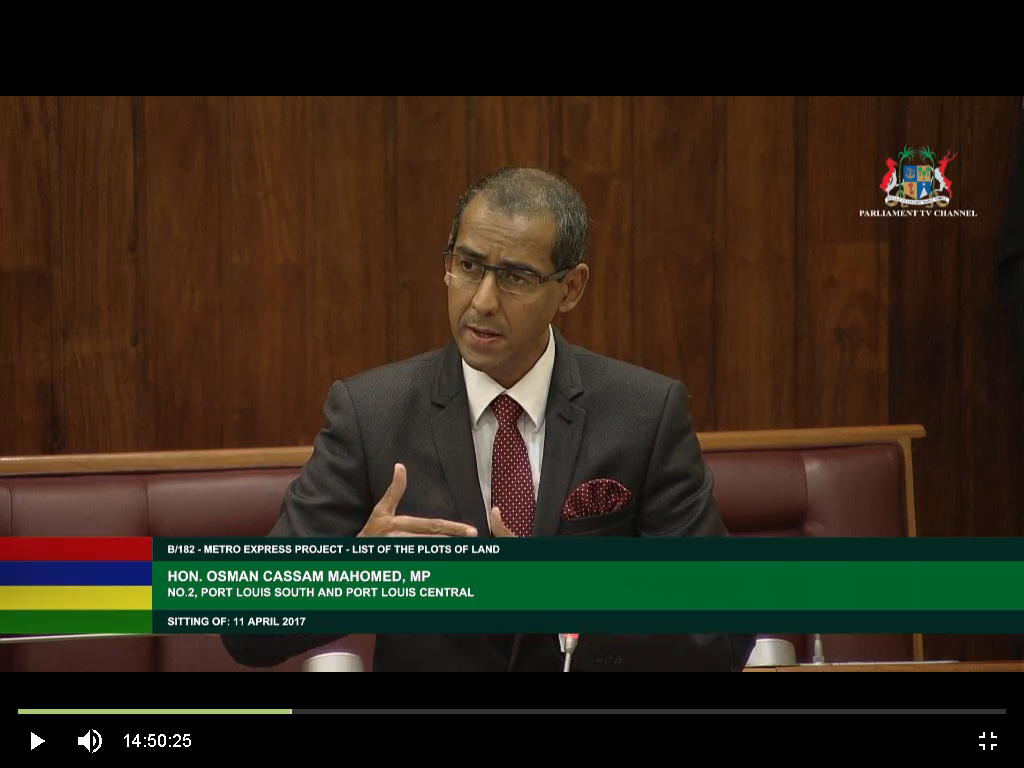 PARLIAMENT TV CHANNEL
B/182 - METRO EXPRESS PROJECT - LIST OF THE PLOTS OF LAND
HON. OSMAN CASSAM MAHOMED, MP
NO.2, PORT LOUIS SOUTH AND PORT LOUIS CENTRAL
SITTING OF: 11 APRIL 2017
14:50:25